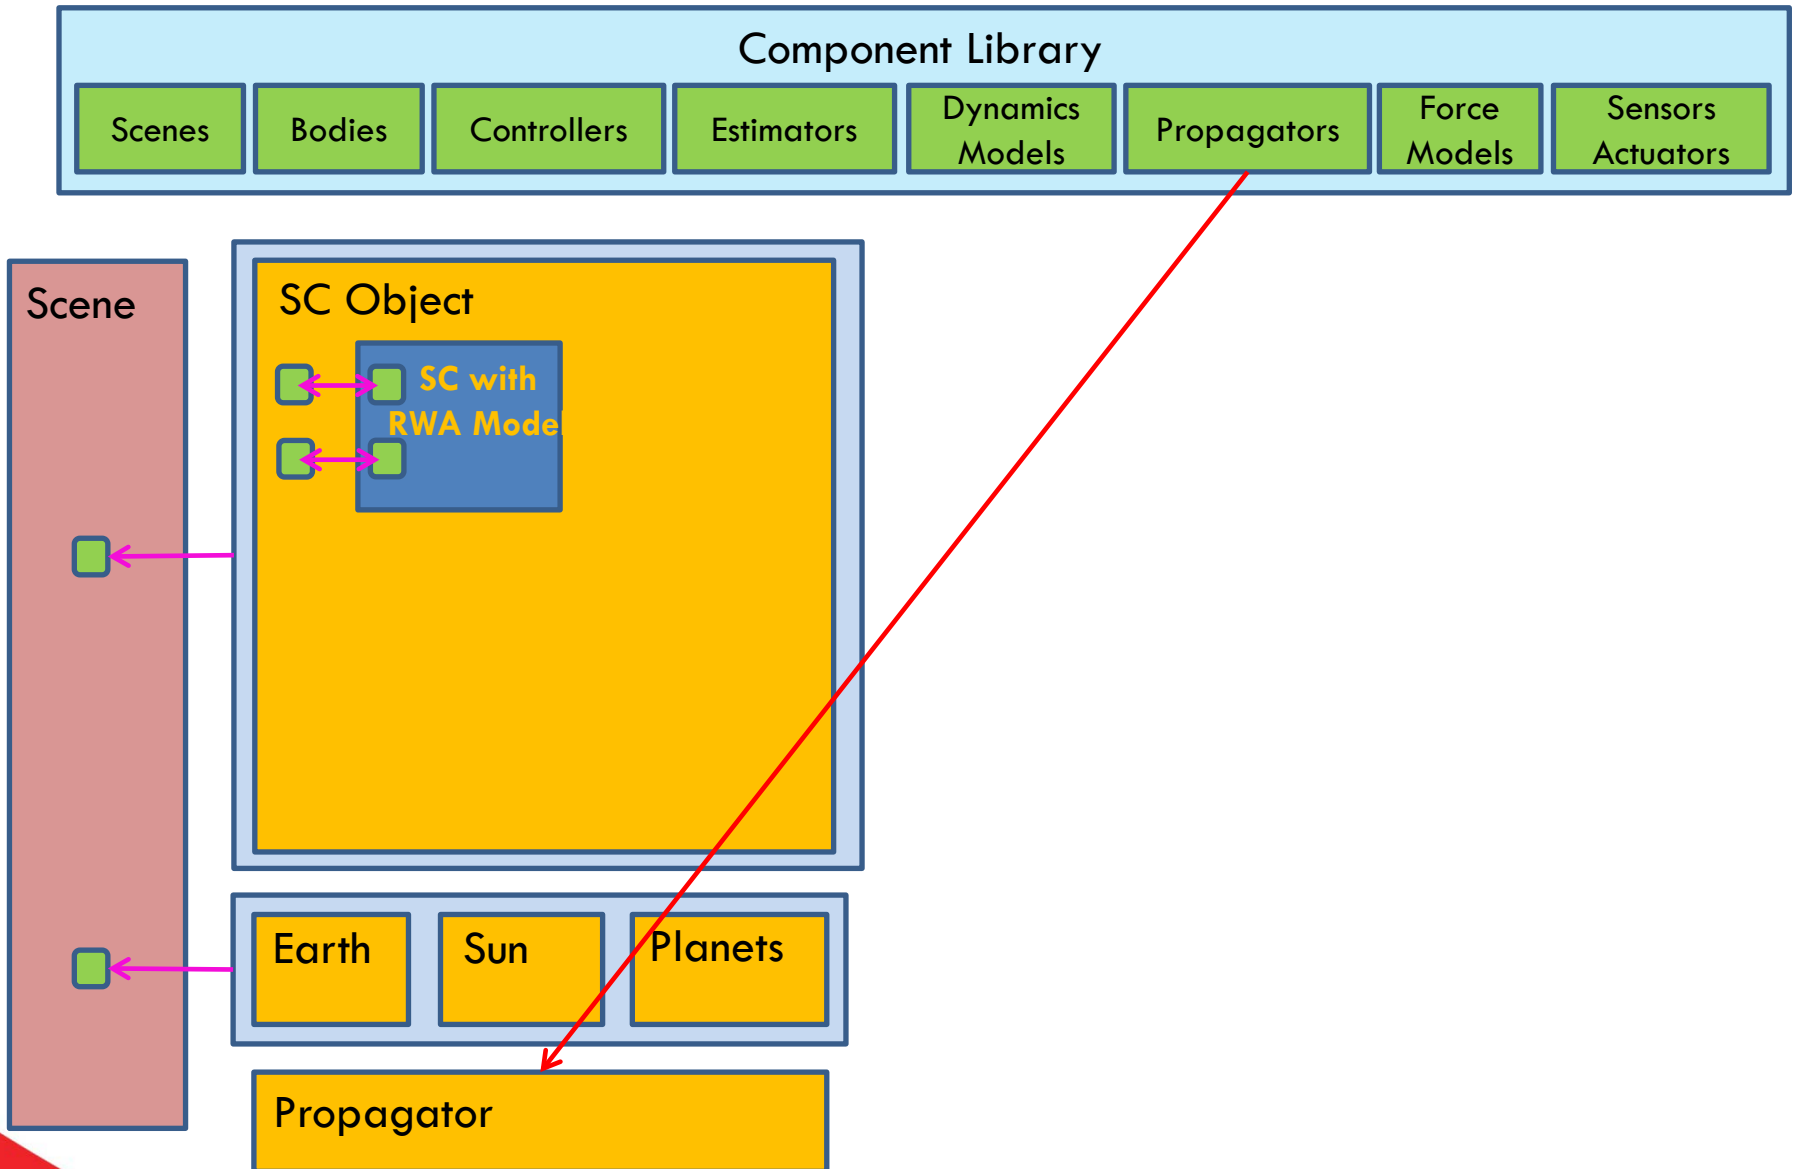 Component Library
Scenes
Bodies
Controllers
Estimators
Dynamics
Models
Propagators
Force
Models
Sensors
Actuators
Scene
SC Object
SC with
RWA Model
Earth
Sun
Planets
Propagator